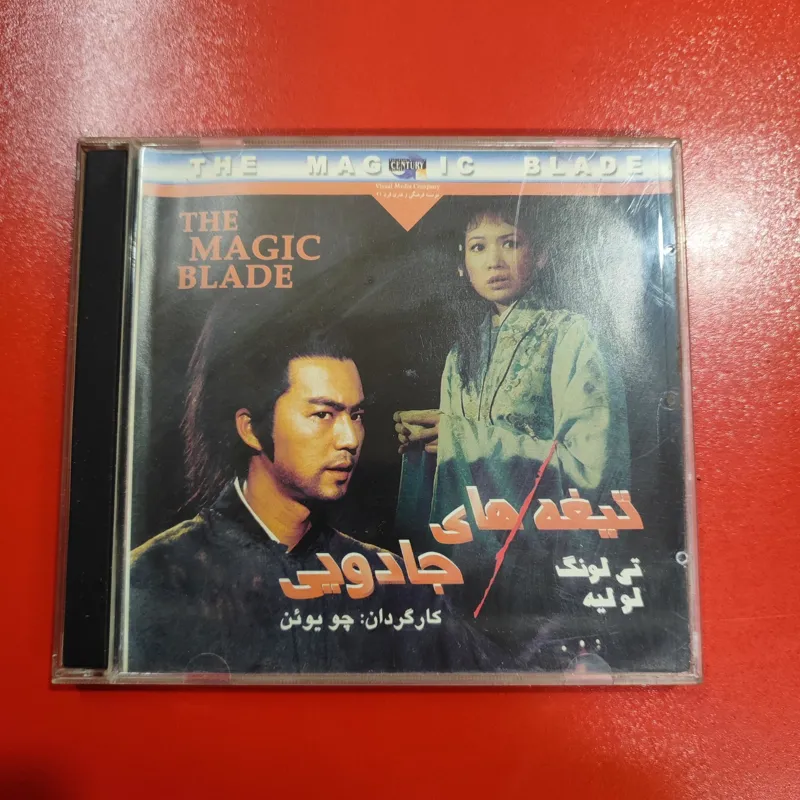 THE MAGIC BLADE
CENTURY
Visual Media Company
THE
MAGIC
BLADE
تیغه های
جادویی
تی لونگ
لو لیه
کارگردان: چو یوئن
...